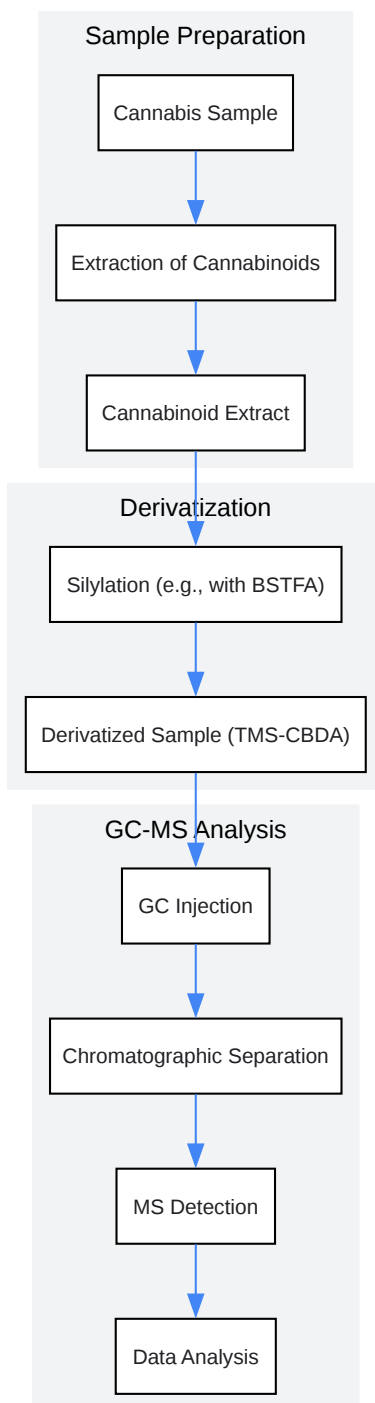 Sample Preparation
Cannabis Sample
Extraction of Cannabinoids
Cannabinoid Extract
Derivatization
Silylation (e.g., with BSTFA)
Derivatized Sample (TMS-CBDA)
GC-MS Analysis
GC Injection
Chromatographic Separation
MS Detection
Data Analysis